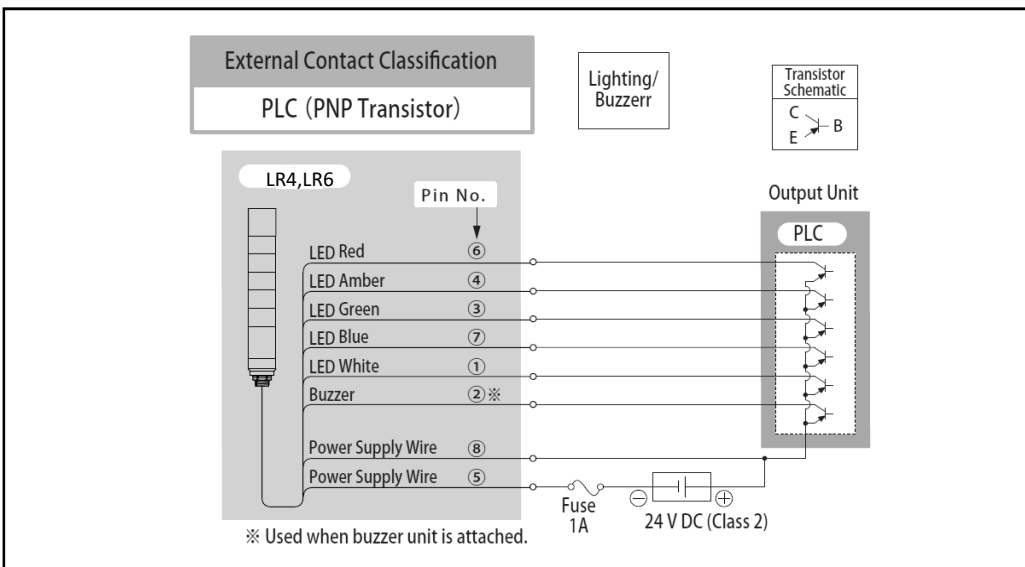 External Contact Classification
PLC (PNP Transistor)
Lighting/
Buzzerr
Transistor
Schematic
C
E
B
LR4,LR6
Pin No.
Output Unit
PLC
LED Red ⑥
LED Amber ④
LED Green ③
LED Blue ⑦
LED White ①
Buzzer ②※
Power Supply Wire ⑧
Power Supply Wire ⑤
Fuse
1A
⊖ ⊕
24 V DC (Class 2)
※ Used when buzzer unit is attached.